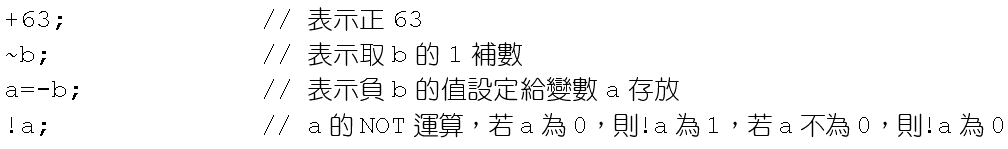 +63; // 表示正 63
~b; // 表示取 b 的 1 補數
a=-b; // 表示負 b 的值設定給變數 a 存放
!a; // a 的 NOT 運算，若 a 為 0，則!a 為 1，若 a 不為 0，則!a 為 0